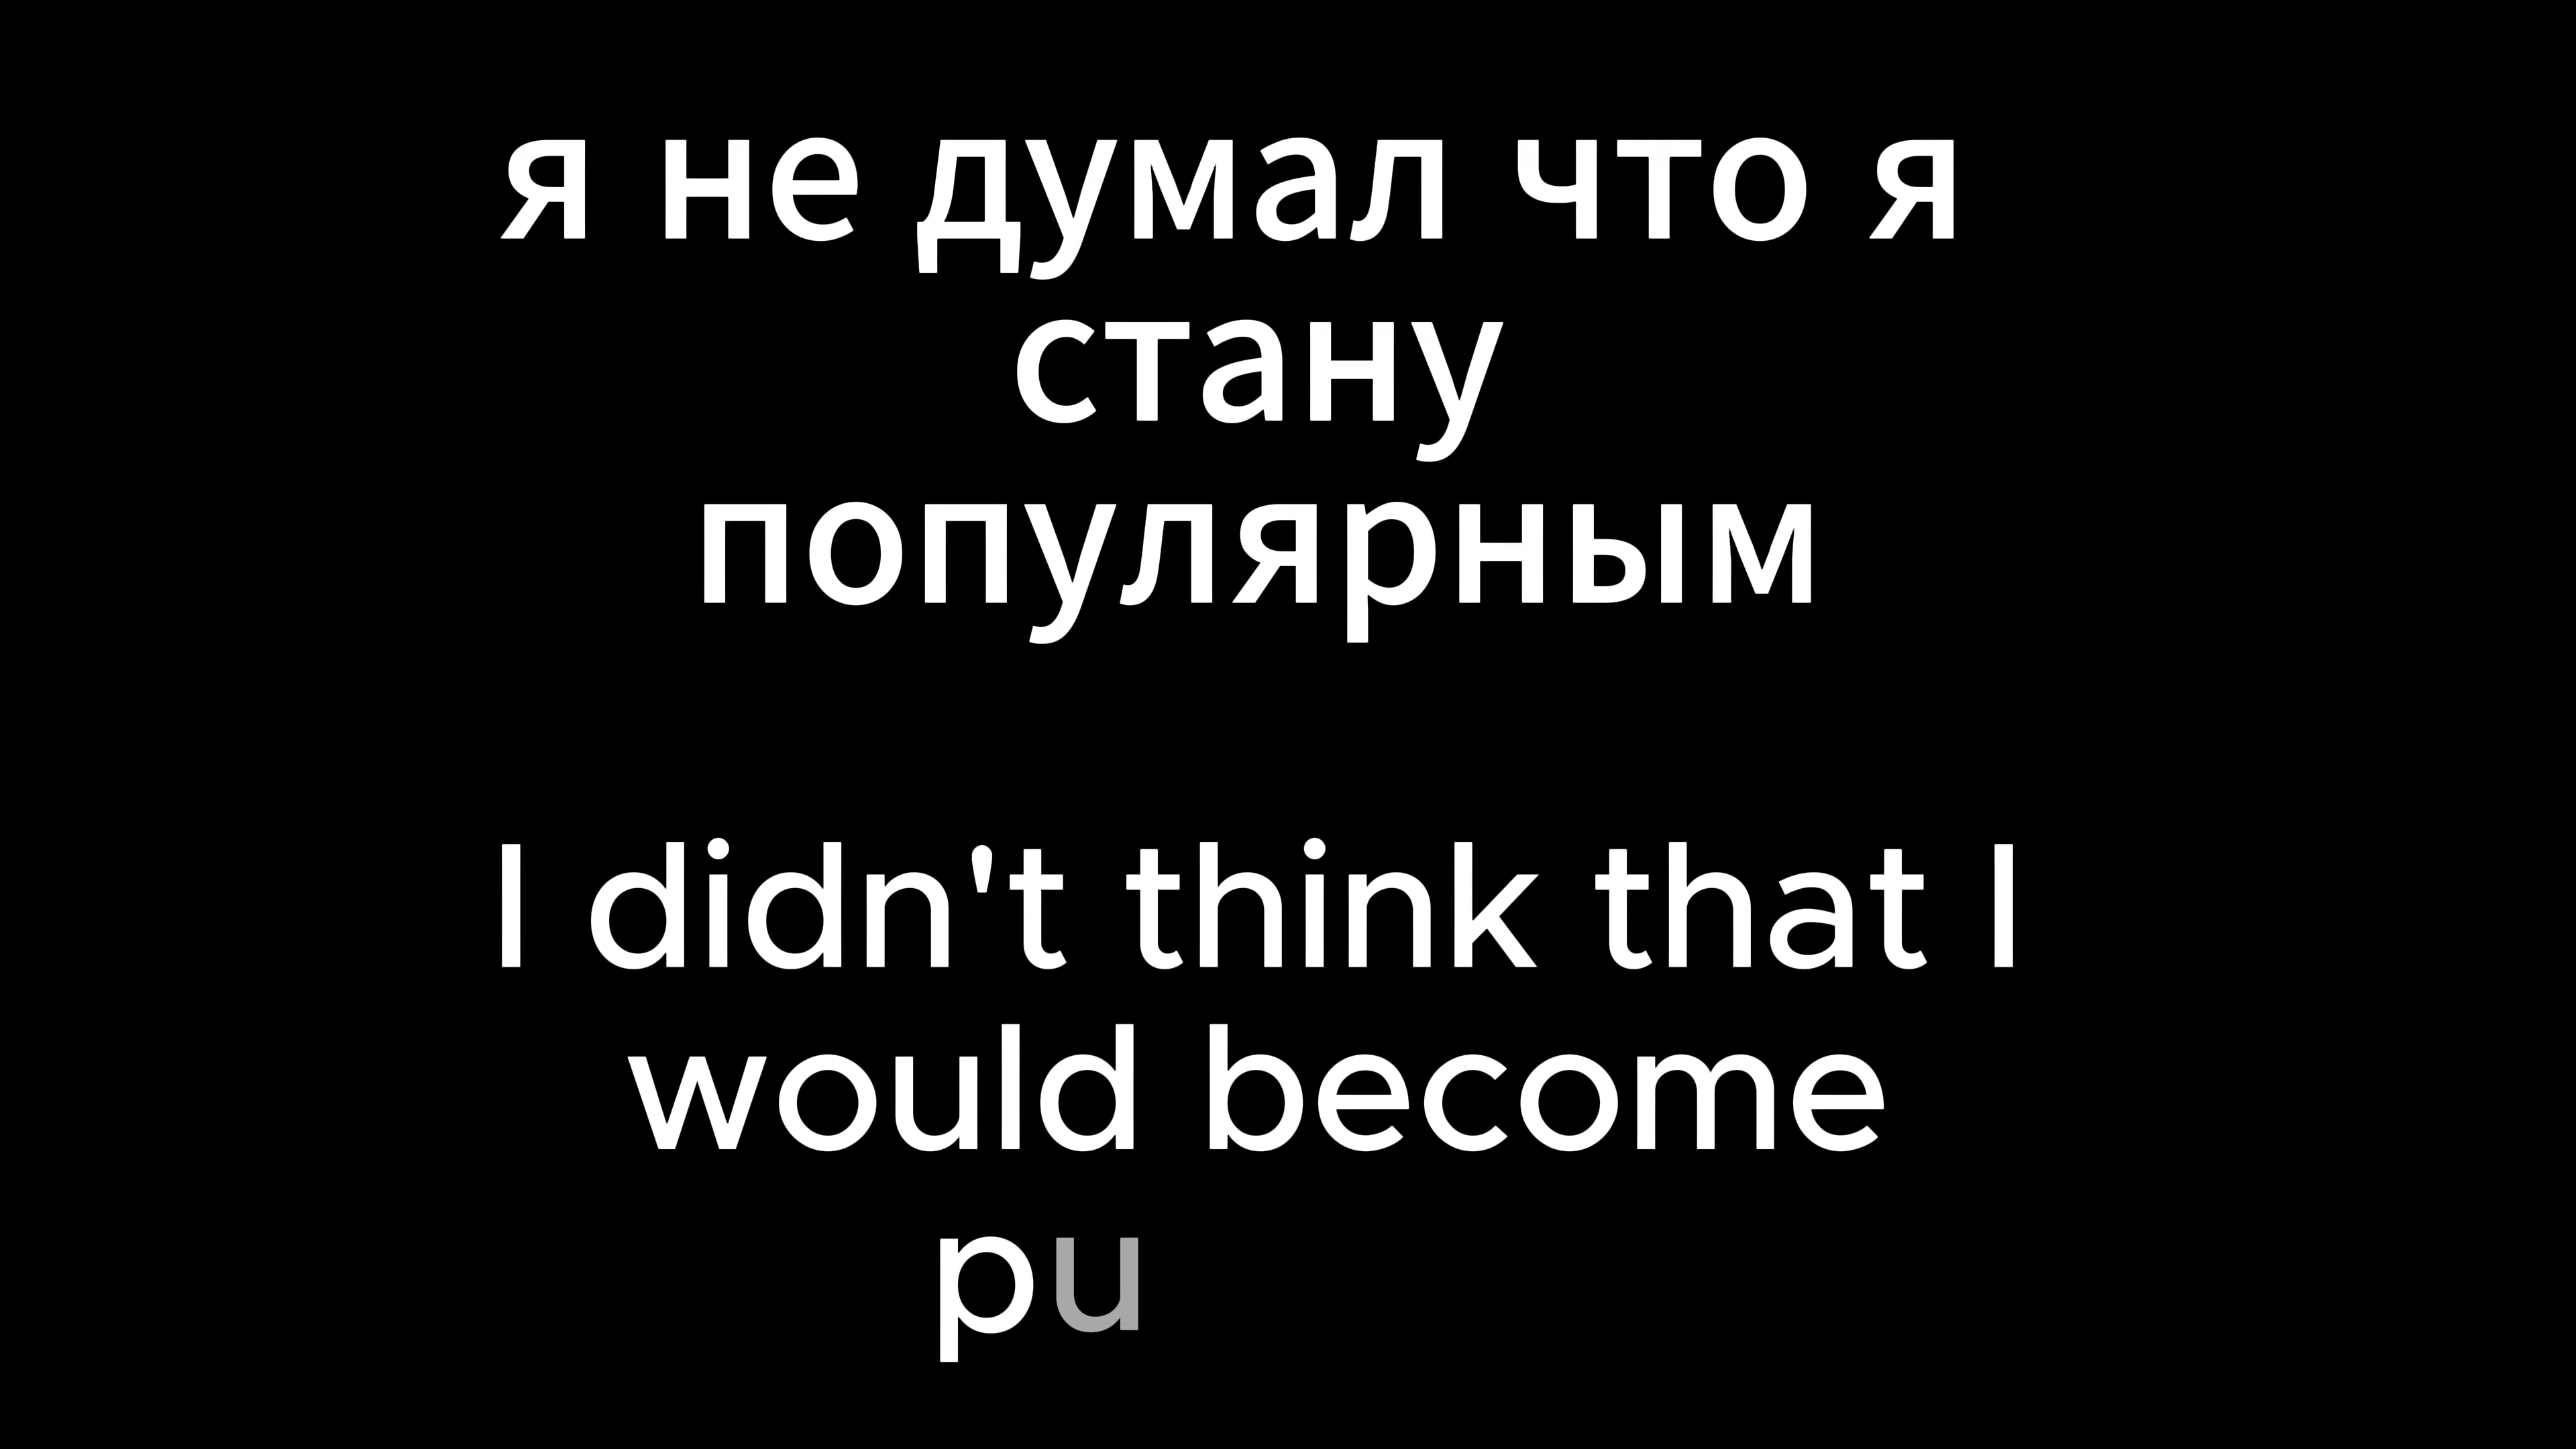 я не думал что я
стану
популярным
I didn't think that I
would become
pu